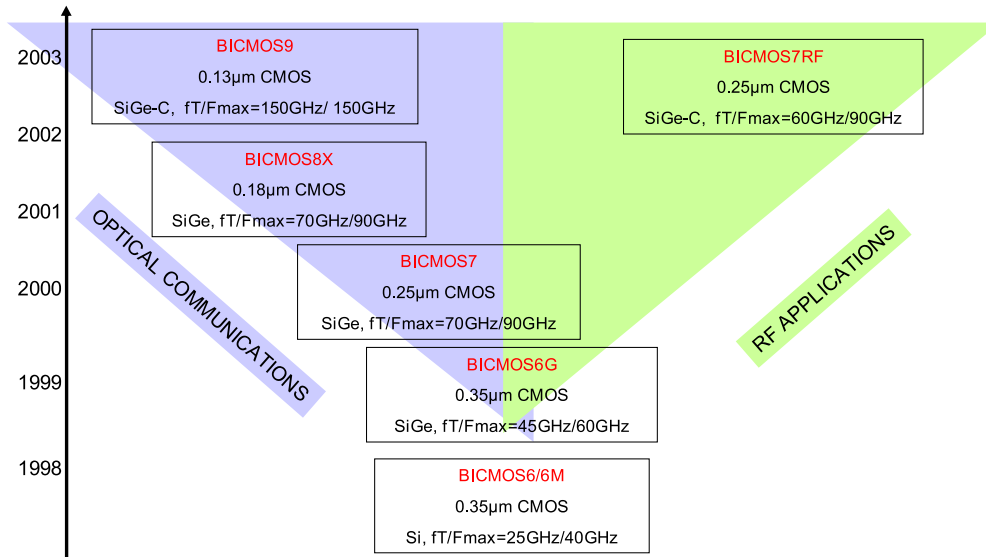 2003
BICMOS9
0.13µm CMOS
SiGe-C, fT/Fmax=150GHz/ 150GHz
BICMOS7RF
0.25µm CMOS
SiGe-C, fT/Fmax=60GHz/90GHz
2002
BICMOS8X
0.18µm CMOS
SiGe, fT/Fmax=70GHz/90GHz
2001
OPTICAL COMMUNICATIONS
RF APPLICATIONS
BICMOS7
0.25µm CMOS
SiGe, fT/Fmax=70GHz/90GHz
2000
BICMOS6G
0.35µm CMOS
SiGe, fT/Fmax=45GHz/60GHz
1999
1998
BICMOS6/6M
0.35µm CMOS
Si, fT/Fmax=25GHz/40GHz